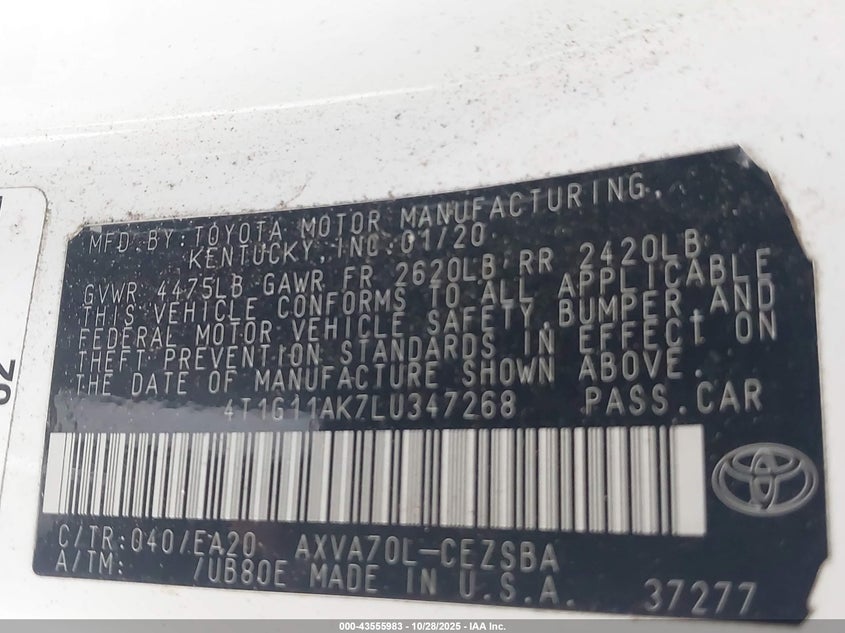 MFD BY: TOYOTA MOTOR MANUFACTURING,
KENTUCKY, INC. 01/20
GVWR 4475LB GAWR FR 2620LB RR 2420LB
THIS VEHICLE CONFORMS TO ALL APPLICABLE
FEDERAL MOTOR VEHICLE SAFETY, BUMPER, AND
THEFT PREVENTION STANDARDS IN EFFECT ON
THE DATE OF MANUFACTURE SHOWN ABOVE.
4T1G11AK7LU347268 PASS.CAR
C/TR:040/EA20 AXVA70L-CEZSBA
A/TM: /UB80E MADE IN U.S.A. 37277
000-43555983 - 10/28/2025 - IAA Inc.